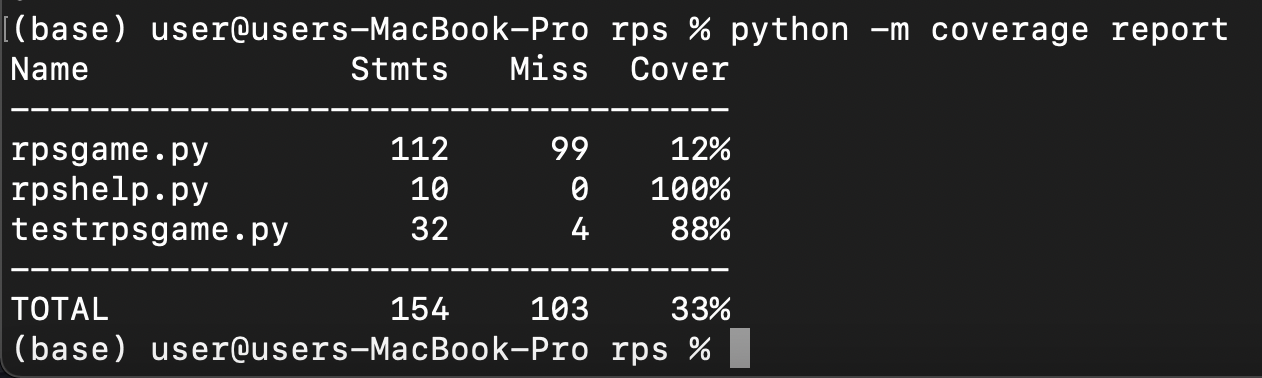 [(base) user@users-MacBook-Pro rps % python -m coverage report
Name             Stmts   Miss  Cover
------------------------------------
rpsgame.py         112     99    12%
rpshelp.py          10      0   100%
testrpsgame.py      32      4    88%
------------------------------------
TOTAL              154    103    33%
(base) user@users-MacBook-Pro rps %